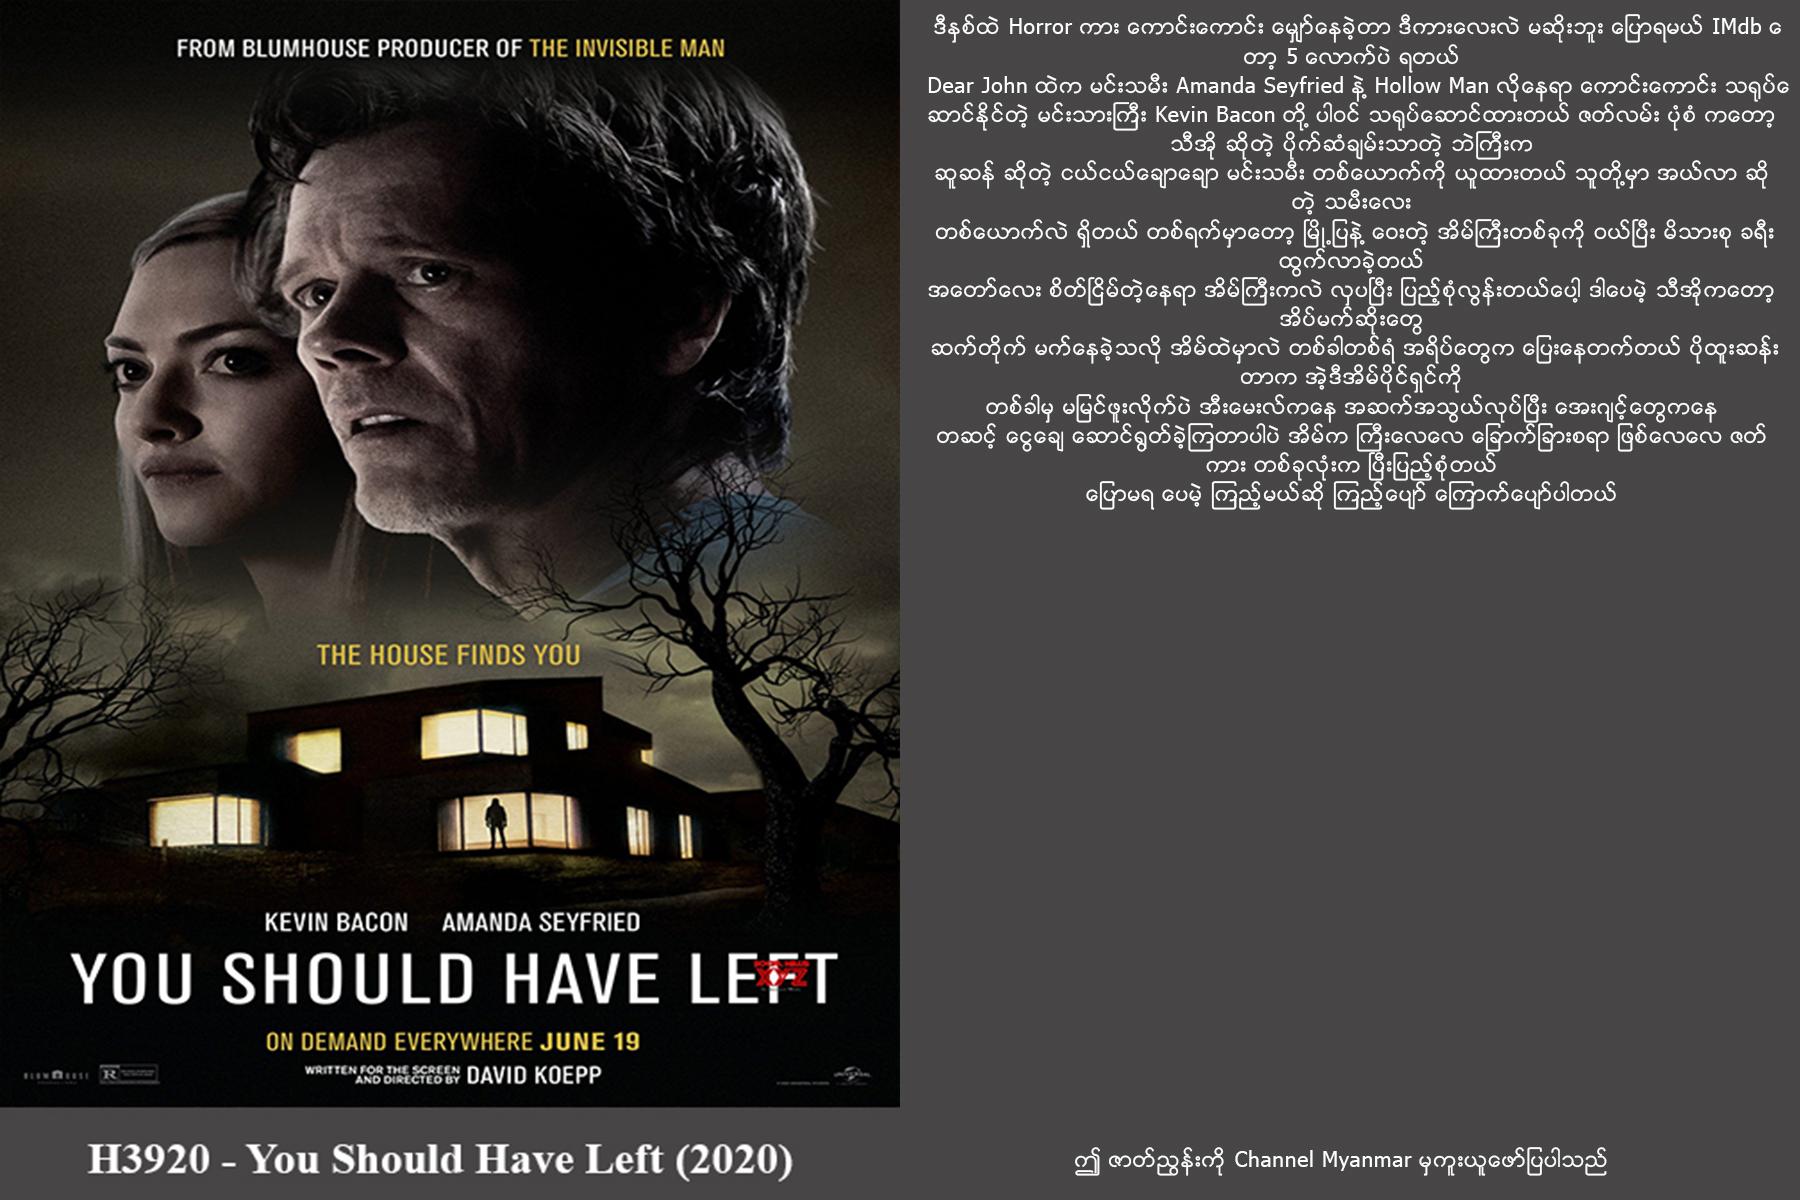 FROM BLUMHOUSE PRODUCER OF THE INVISIBLE MAN
THE HOUSE FINDS YOU
KEVIN BACON AMANDA SEYFRIED
YOU SHOULD HAVE LEFT
ON DEMAND EVERYWHERE JUNE 19
WRITTEN FOR THE SCREEN
AND DIRECTED BY DAVID KOEPP
BLUMHOUSE R UNIVERSAL
H3920 - You Should Have Left (2020)
ဒီနှစ်ထဲ Horror ကား ကောင်းကောင်း မျှော်နေခဲ့တာ ဒီကားလေးလဲ မဆိုးဘူး ပြောရမယ် IMdb ေ
တာ့ 5 လောက်ပဲ ရတယ်
Dear John ထဲက မင်းသမီး Amanda Seyfried နဲ့ Hollow Man လိုနေရာ ကောင်းကောင်း သရုပ်ေ
ဆာင်နိုင်တဲ့ မင်းသားကြီး Kevin Bacon တို့ ပါဝင် သရုပ်ဆောင်ထားတယ် ဇတ်လမ်း ပုံစံ ကတော့
သီအို ဆိုတဲ့ ပိုက်ဆံချမ်းသာတဲ့ ဘဲကြီးက
ဆူဆန် ဆိုတဲ့ ငယ်ငယ်ချောချော မင်းသမီး တစ်ယောက်ကို ယူထားတယ် သူတို့မှာ အယ်လာ ဆို
တဲ့ သမီးလေး
တစ်ယောက်လဲ ရှိတယ် တစ်ရက်မှာတော့ မြို့ပြနဲ့ ဝေးတဲ့ အိမ်ကြီးတစ်ခုကို ဝယ်ပြီး မိသားစု ခရီး
ထွက်လာခဲ့တယ်
အတော်လေး စိတ်ငြိမ်တဲ့နေရာ အိမ်ကြီးကလဲ လှပပြီး ပြည့်စုံလွန်းတယ်ပေါ့ ဒါပေမဲ့ သီအိုကတော့
အိပ်မက်ဆိုးတွေ
ဆက်တိုက် မက်နေခဲ့သလို အိမ်ထဲမှာလဲ တစ်ခါတစ်ရံ အရိပ်တွေက ပြေးနေတက်တယ် ပိုထူးဆန်း
တာက အဲ့ဒီအိမ်ပိုင်ရှင်ကို
တစ်ခါမှ မမြင်ဖူးလိုက်ပဲ အီးမေးလ်ကနေ အဆက်အသွယ်လုပ်ပြီး အေးဂျင့်တွေကနေ
တဆင့် ငွေချေ ဆောင်ရွတ်ခဲ့ကြတာပါပဲ အိမ်က ကြီးလေလေ ခြောက်ခြားစရာ ဖြစ်လေလေ ဇတ်
ကား တစ်ခုလုံးက ပြီးပြည့်စုံတယ်
ပြောမရ ပေမဲ့ ကြည့်မယ်ဆို ကြည့်ပျော် ကြောက်ပျော်ပါတယ်
ဤ ဇာတ်ညွှန်းကို Channel Myanmar မှကူးယူဖော်ပြပါသည်